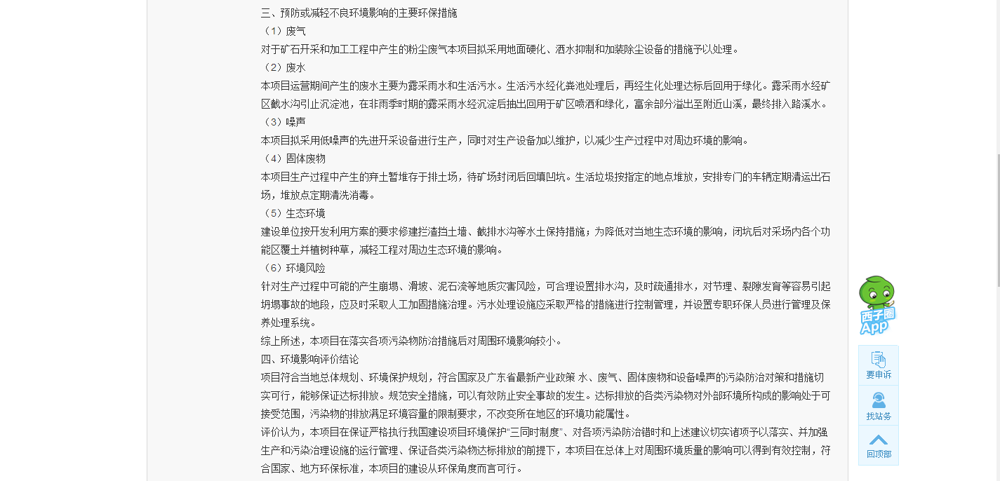 三、预防或减轻不良环境影响的主要环保措施
（1）废气
对于矿石开采和加工工程中产生的粉尘废气本项目拟采用地面硬化、洒水抑制和加装除尘设备的措施予以处理。
（2）废水
本项目运营期间产生的废水主要为露采雨水和生活污水。生活污水经化粪池处理后，再经生化处理达标后回用于绿化。露采雨水经矿
区截水沟引止沉淀池，在非雨季时期的露采雨水经沉淀后抽出回用于矿区喷洒和绿化，富余部分溢出至附近山溪，最终排入路溪水。
（3）噪声
本项目拟采用低噪声的先进开采设备进行生产，同时对生产设备加以维护，以减少生产过程中对周边环境的影响。
（4）固体废物
本项目生产过程中产生的弃土暂堆存于排土场，待矿场封闭后回填凹坑。生活垃圾按指定的地点堆放，安排专门的车辆定期清运出石
场，堆放点定期清洗消毒。
（5）生态环境
建设单位按开发利用方案的要求修建拦渣挡土墙、截排水沟等水土保持措施；为降低对当地生态环境的影响，闭坑后对采场内各个功
能区覆土并植树种草，减轻工程对周边生态环境的影响。
（6）环境风险
针对生产过程中可能的产生崩塌、滑坡、泥石流等地质灾害风险，可合理设置排水沟，及时疏通排水，对节理、裂隙发育等容易引起
坍塌事故的地段，应及时采取人工加固措施治理。污水处理设施应采取严格的措施进行控制管理，并设置专职环保人员进行管理及保
养处理系统。
综上所述，本项目在落实各项污染物防治措施后对周围环境影响较小。
四、环境影响评价结论
项目符合当地总体规划、环境保护规划，符合国家及广东省最新产业政策 水、废气、固体废物和设备噪声的污染防治对策和措施切
实可行，能够保证达标排放。规范安全措施，可以有效防止安全事故的发生。达标排放的各类污染物对外部环境所构成的影响处于可
接受范围，污染物的排放满足环境容量的限制要求，不改变所在地区的环境功能属性。
评价认为，本项目在保证严格执行我国建设项目环境保护“三同时制度”、对各项污染防治错时和上述建议切实诸项予以落实、并加强
生产和污染治理设施的运行管理、保证各类污染物达标排放的前提下，本项目在总体上对周围环境质量的影响可以得到有效控制，符
合国家、地方环保标准，本项目的建设从环保角度而言可行。
西子圈
App
要申诉
找站务
回顶部